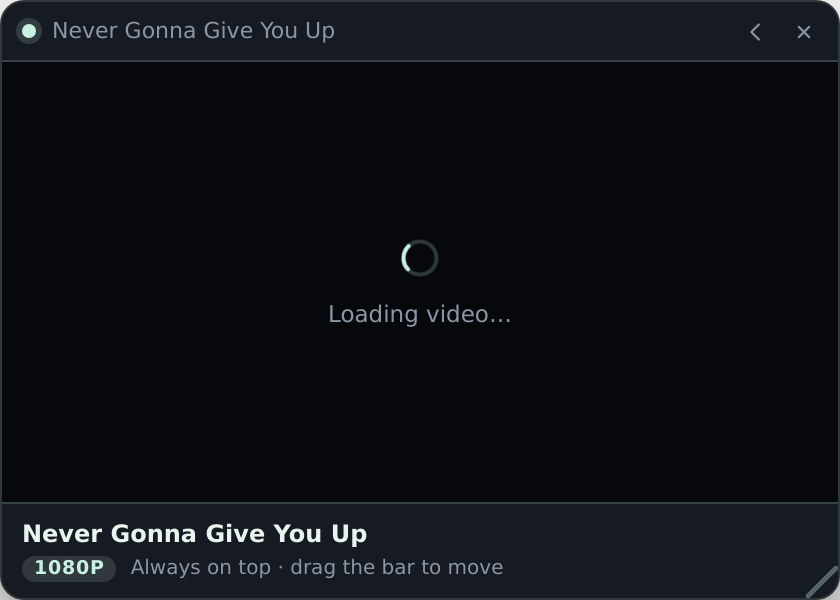 Never Gonna Give You Up
Loading video…
Never Gonna Give You Up
1080P Always on top · drag the bar to move